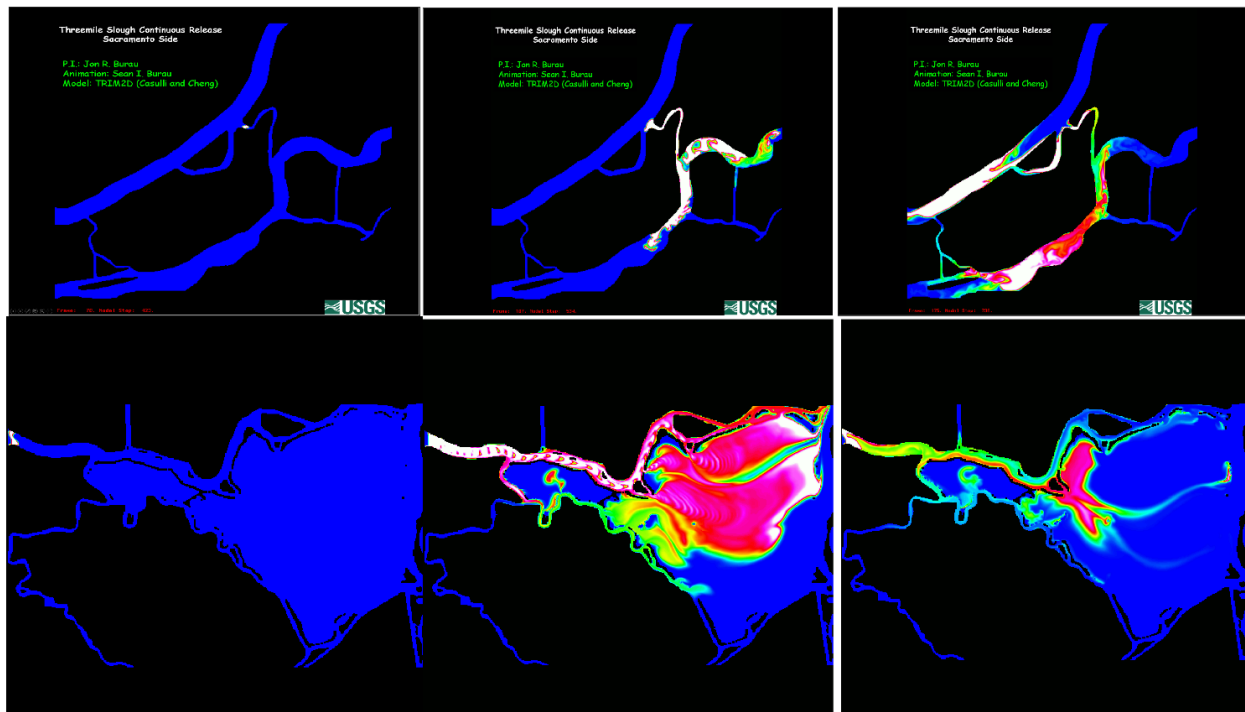 Threemile Slough Continuous Release
Sacramento Side
P.I.: Jon R. Burau
Animation: Sean I. Burau
Model: TRIM2D (Casulli and Cheng)
USGS
Threemile Slough Continuous Release
Sacramento Side
P.I.: Jon R. Burau
Animation: Sean I. Burau
Model: TRIM2D (Casulli and Cheng)
USGS
Threemile Slough Continuous Release
Sacramento Side
P.I.: Jon R. Burau
Animation: Sean I. Burau
Model: TRIM2D (Casulli and Cheng)
USGS